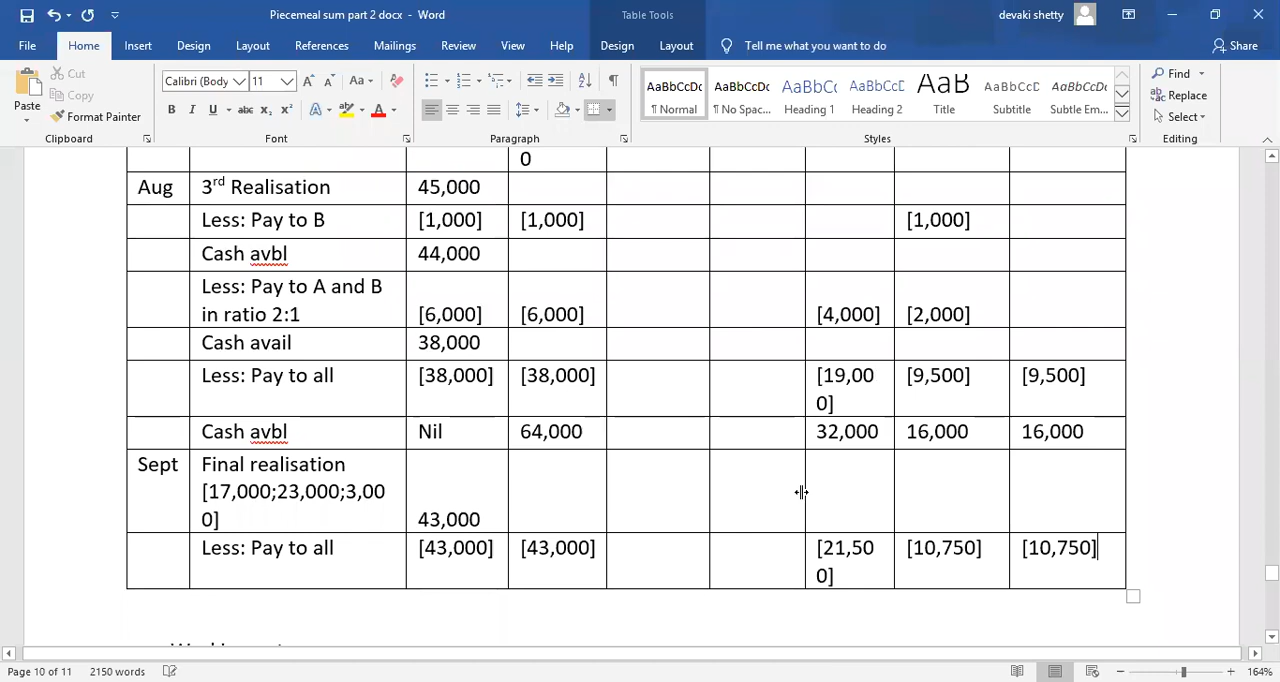 Piecemeal sum part 2 docx - Word
Table Tools
devaki shetty
File Home Insert Design Layout References Mailings Review View Help Design Layout Tell me what you want to do Share
Paste
Cut
Copy
Format Painter
Clipboard
Calibri (Body 11
Font
Paragraph
AaBbCcDc AaBbCcDc AaBbCc AaBbCcD AaB AaBbCcD AaBbCcD
¶ Normal ¶ No Spac... Heading 1 Heading 2 Title Subtitle Subtle Em...
Styles
Find
Replace
Select
Editing
0
Aug 3rd Realisation 45,000
Less: Pay to B [1,000] [1,000] [1,000]
Cash avbl 44,000
Less: Pay to A and B
in ratio 2:1 [6,000] [6,000] [4,000] [2,000]
Cash avail 38,000
Less: Pay to all [38,000] [38,000] [19,00 [9,500] [9,500]
0]
Cash avbl Nil 64,000 32,000 16,000 16,000
Sept Final realisation
[17,000;23,000;3,00
0] 43,000
Less: Pay to all [43,000] [43,000] [21,50 [10,750] [10,750]
0]
Page 10 of 11 2150 words 164%